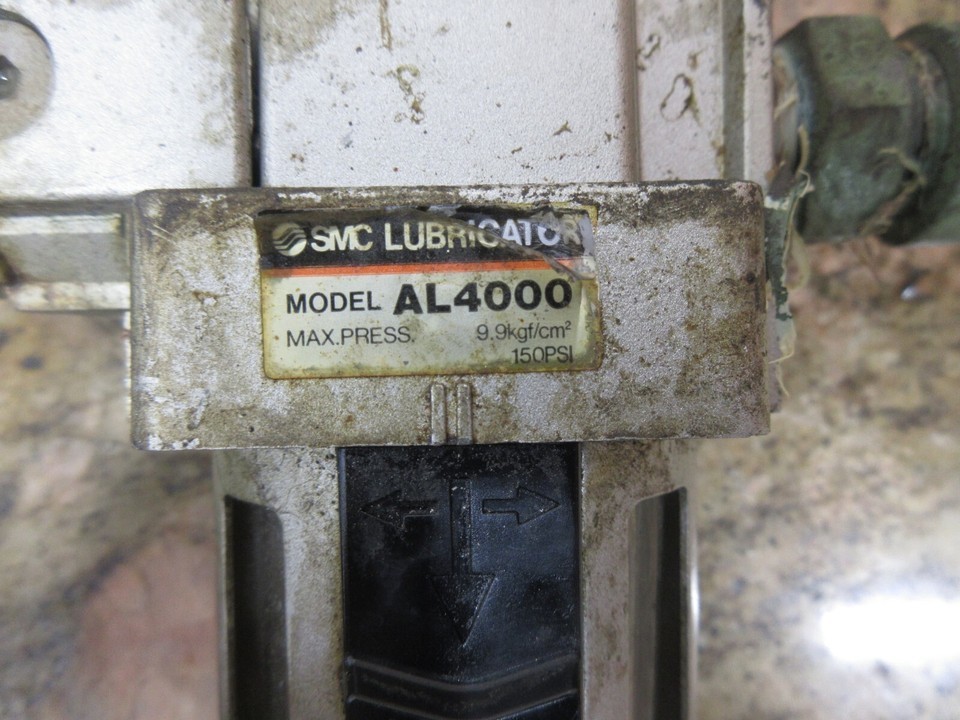 SMC LUBRICATOR
MODEL AL4000
MAX.PRESS. 9.9kgf/cm²
150PSI